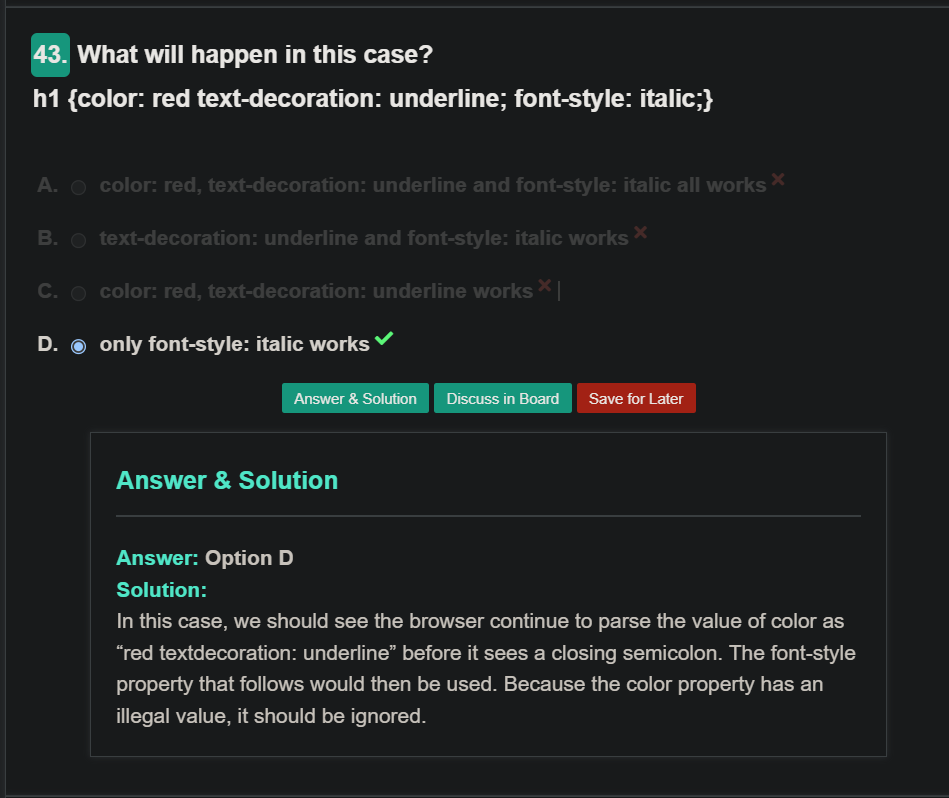 43. What will happen in this case?
h1 {color: red text-decoration: underline; font-style: italic;}
A. color: red, text-decoration: underline and font-style: italic all works
B. text-decoration: underline and font-style: italic works
C. color: red, text-decoration: underline works |
D. only font-style: italic works
Answer & Solution Discuss in Board Save for Later
Answer & Solution
Answer: Option D
Solution:
In this case, we should see the browser continue to parse the value of color as
“red textdecoration: underline” before it sees a closing semicolon. The font-style
property that follows would then be used. Because the color property has an
illegal value, it should be ignored.